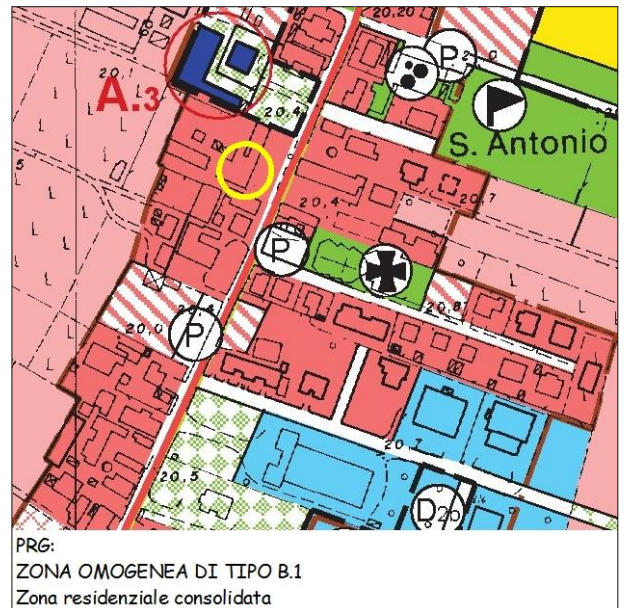 20,20
P
20,1
A.3
20,4
S. Antonio
20,7
20,4
P
20,8
20,0
P
20,7
20,5
D2b
PRG:
ZONA OMOGENEA DI TIPO B.1
Zona residenziale consolidata